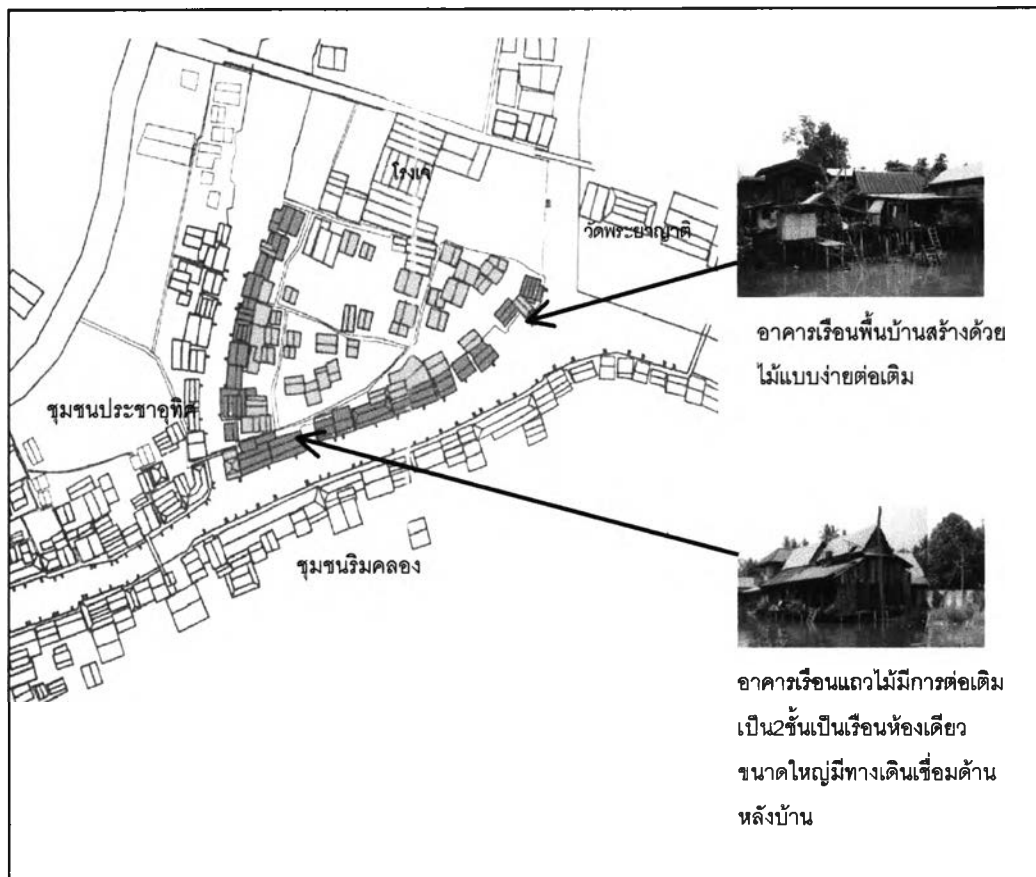 โรงเจ
วัดพระยาญาติ
อาคารเรือนพื้นบ้านสร้างด้วย
ไม้แบบง่ายต่อเติม
ชุมชนประชาอุทิศ
ชุมชนริมคลอง
อาคารเรือนแถวไม้มีการต่อเติม
เป็น2ชั้นเป็นเรือนห้องเดียว
ขนาดใหญ่มีทางเดินเชื่อมด้าน
หลังบ้าน